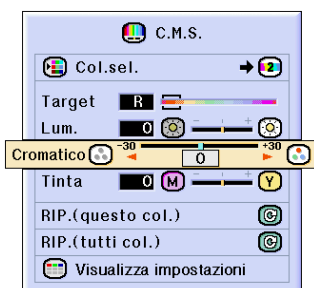 C.M.S.
Col.sel. 2
Target R
Lum. 0 - +
Cromatico -30 0 +30
Tinta 0 M - + Y
RIP.(questo col.)
RIP.(tutti col.)
Visualizza impostazioni